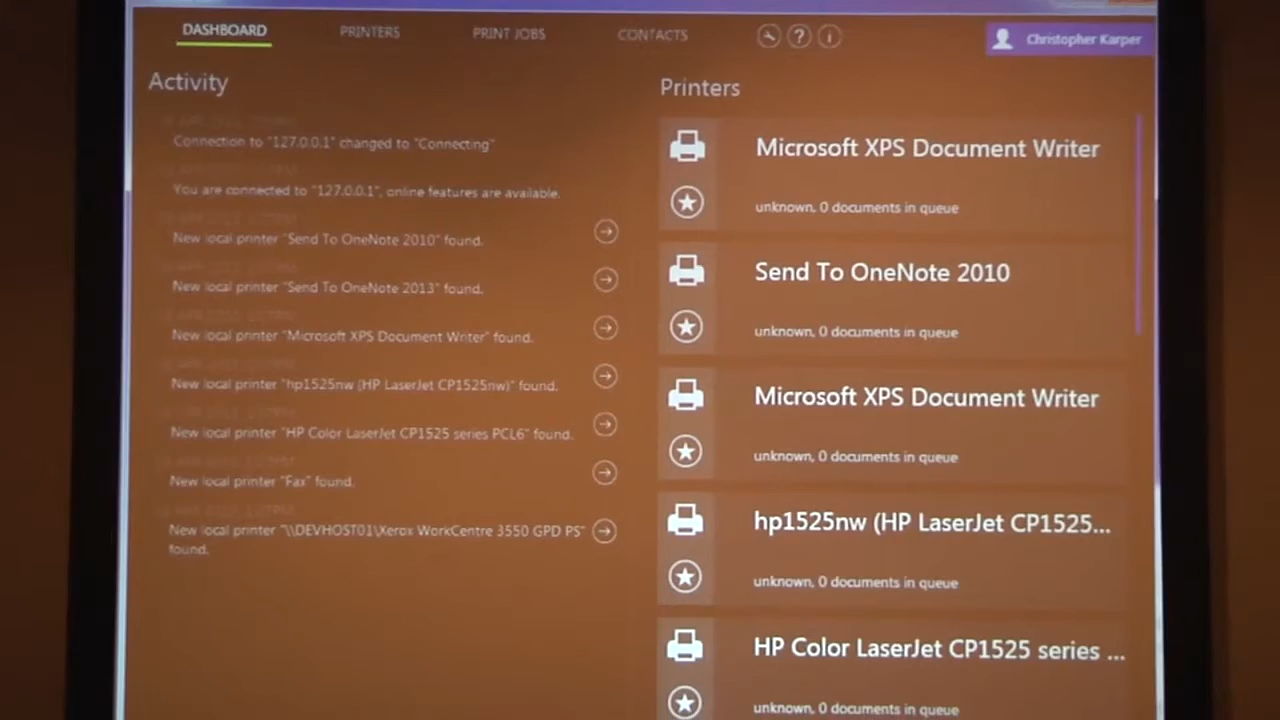 DASHBOARD
PRINTERS
PRINT JOBS
CONTACTS
?
i
Christopher Karper
Activity
Connection to "127.0.0.1" changed to "Connecting"
You are connected to "127.0.0.1", online features are available.
New local printer "Send To OneNote 2010" found.
New local printer "Send To OneNote 2013" found.
New local printer "Microsoft XPS Document Writer" found.
New local printer "hp1525nw (HP LaserJet CP1525nw)" found.
New local printer "HP Color LaserJet CP1525 series PCL6" found.
New local printer "Fax" found.
New local printer "\\DEVHOST01\Xerox WorkCentre 3550 GPD PS"
found.
Printers
Microsoft XPS Document Writer
unknown, 0 documents in queue
Send To OneNote 2010
unknown, 0 documents in queue
Microsoft XPS Document Writer
unknown, 0 documents in queue
hp1525nw (HP LaserJet CP1525...
unknown, 0 documents in queue
HP Color LaserJet CP1525 series ...
unknown, 0 documents in queue